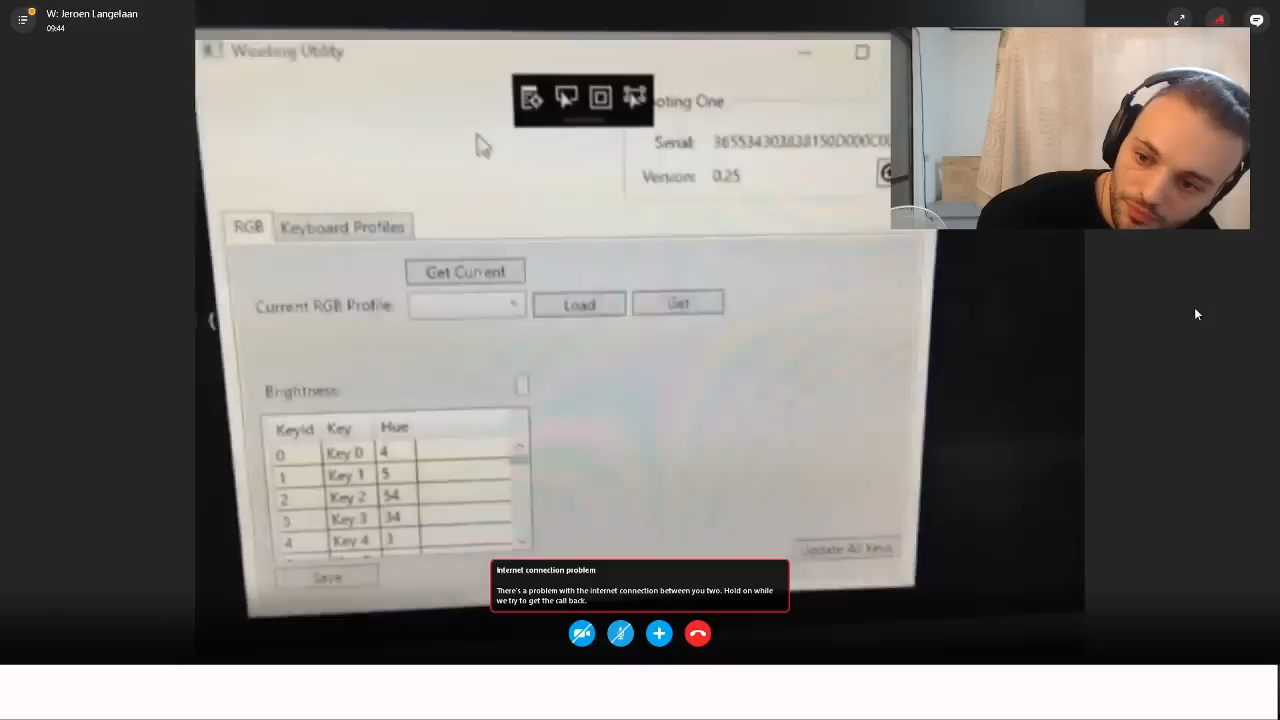 W: Jeroen Langelaan
09:44
Wooting Utility
ooting One
Serial:
Version: 0.25
RGB Keyboard Profiles
Get Current
Current RGB Profile: Load Get
Brightness:
KeyId Key Hue
0 Key 0 4
1 Key 1 5
2 Key 2 54
3 Key 3 34
4 Key 4 3
Save
Update All Keys
Internet connection problem
There's a problem with the internet connection between you two. Hold on while
we try to get the call back.